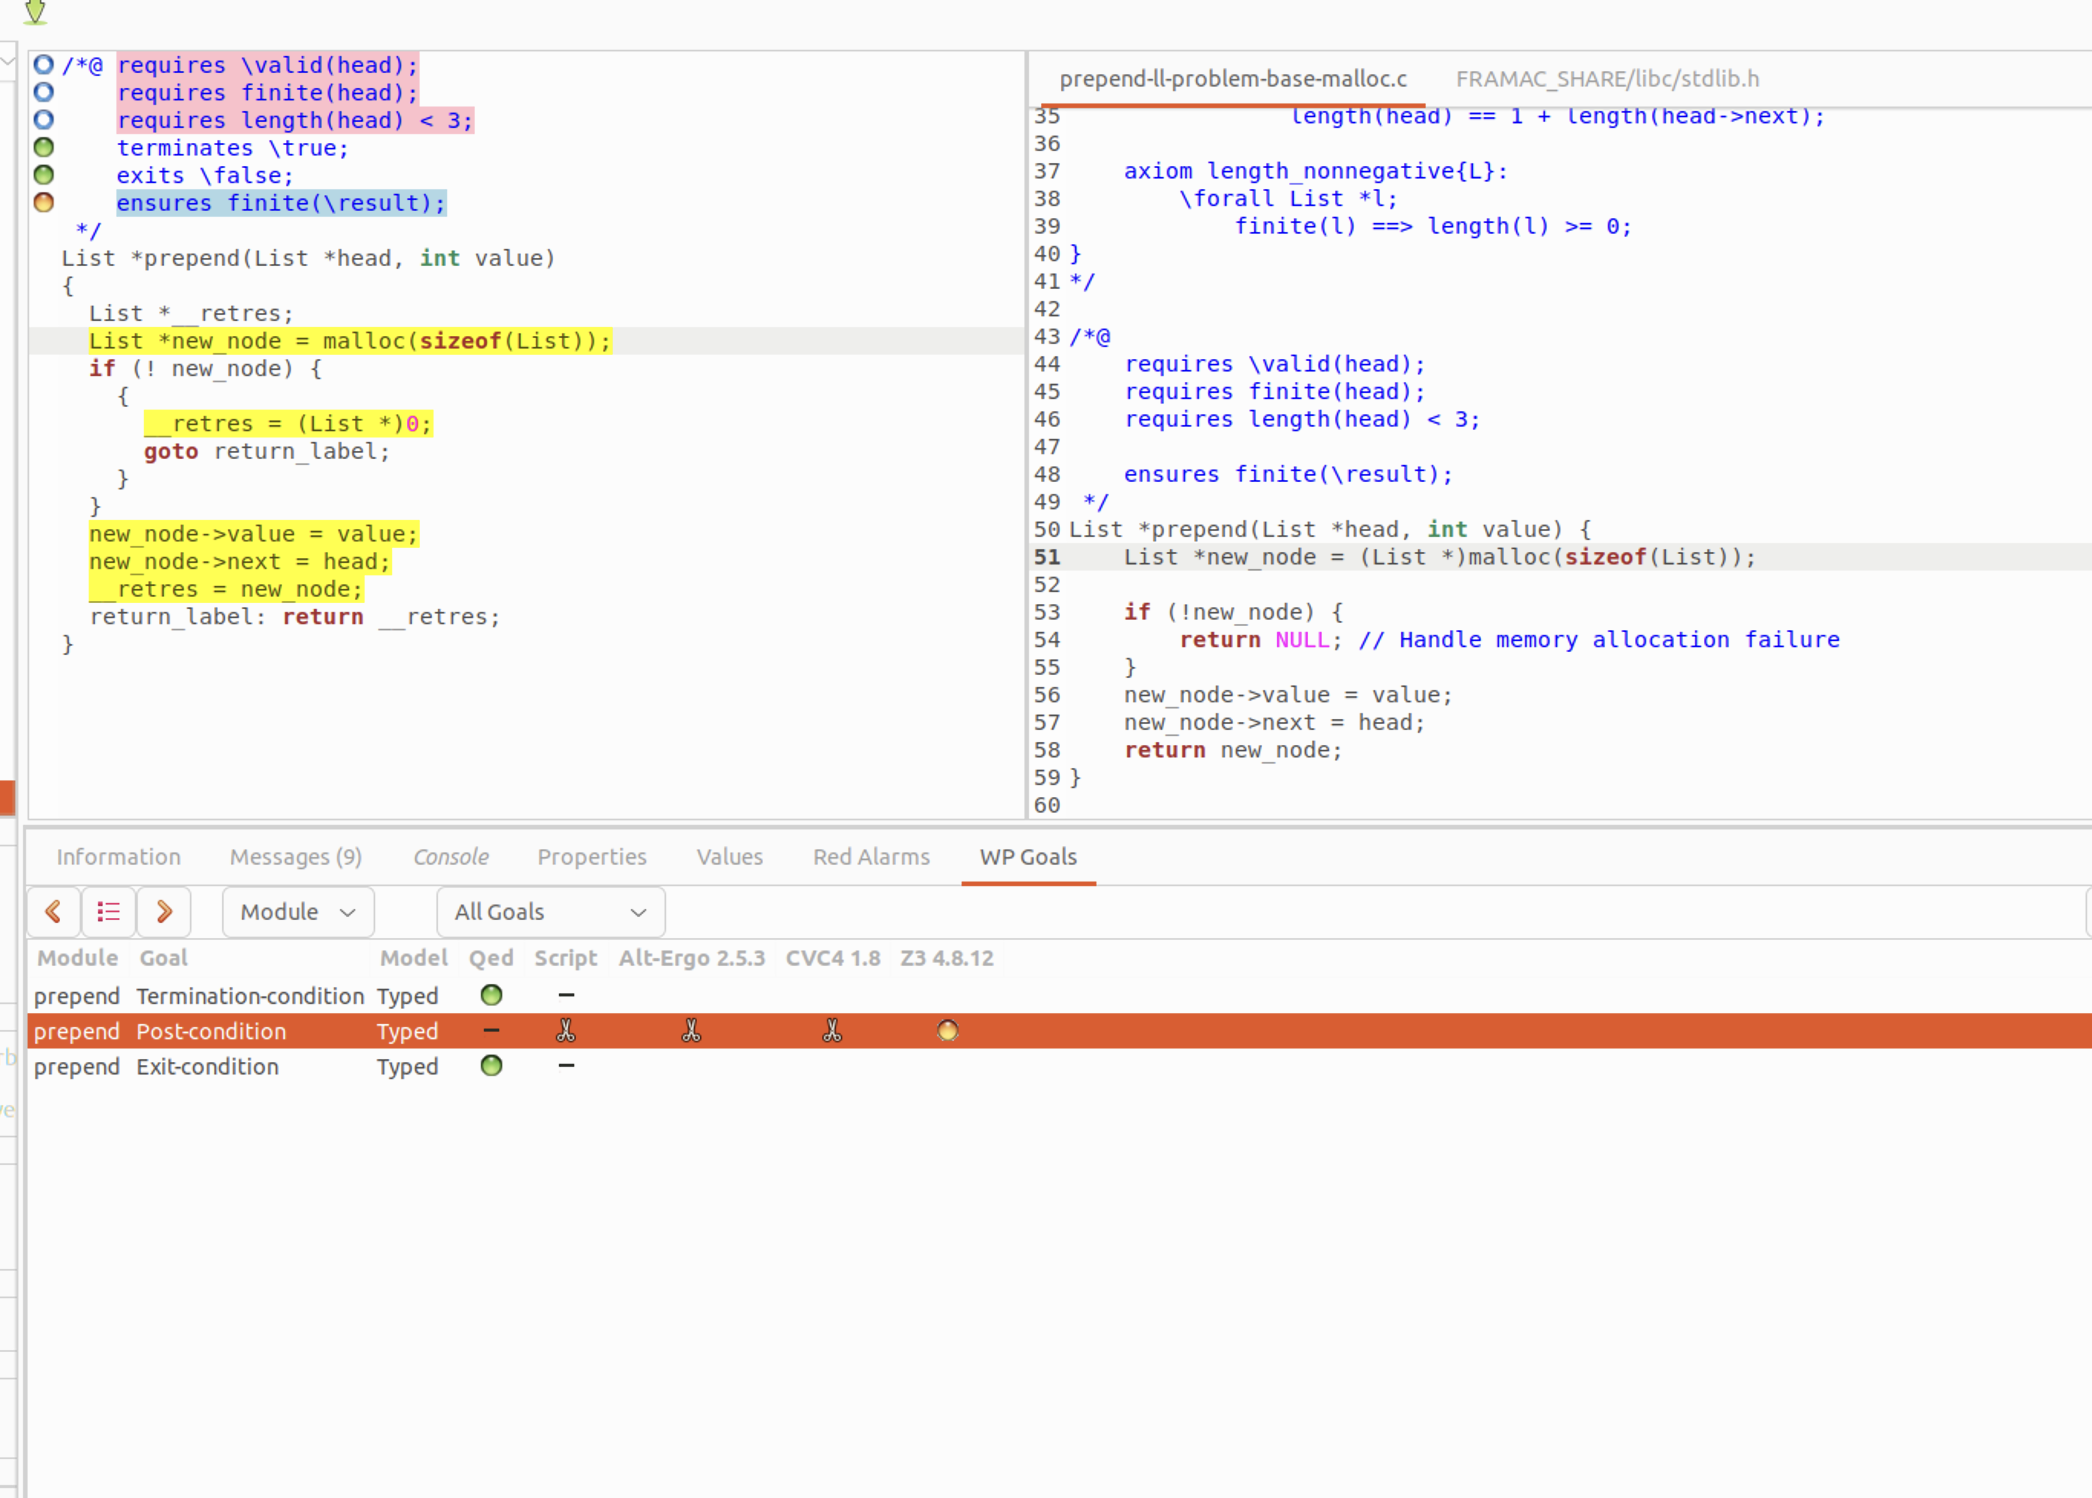 /*@ requires \valid(head);
requires finite(head);
requires length(head) < 3;
terminates \true;
exits \false;
ensures finite(\result);
*/
List *prepend(List *head, int value)
{
List *__retres;
List *new_node = malloc(sizeof(List));
if (! new_node) {
{
__retres = (List *)0;
goto return_label;
}
}
new_node->value = value;
new_node->next = head;
__retres = new_node;
return_label: return __retres;
}
prepend-ll-problem-base-malloc.c FRAMAC_SHARE/libc/stdlib.h
35 length(head) == 1 + length(head->next);
36
37 axiom length_nonnegative{L}:
38 \forall List *l;
39 finite(l) ==> length(l) >= 0;
40 }
41 */
42
43 /*@
44 requires \valid(head);
45 requires finite(head);
46 requires length(head) < 3;
47
48 ensures finite(\result);
49 */
50 List *prepend(List *head, int value) {
51 List *new_node = (List *)malloc(sizeof(List));
52
53 if (!new_node) {
54 return NULL; // Handle memory allocation failure
55 }
56 new_node->value = value;
57 new_node->next = head;
58 return new_node;
59 }
60
Information Messages (9) Console Properties Values Red Alarms WP Goals
Module All Goals
Module Goal Model Qed Script Alt-Ergo 2.5.3 CVC4 1.8 Z3 4.8.12
prepend Termination-condition Typed
prepend Post-condition Typed
prepend Exit-condition Typed